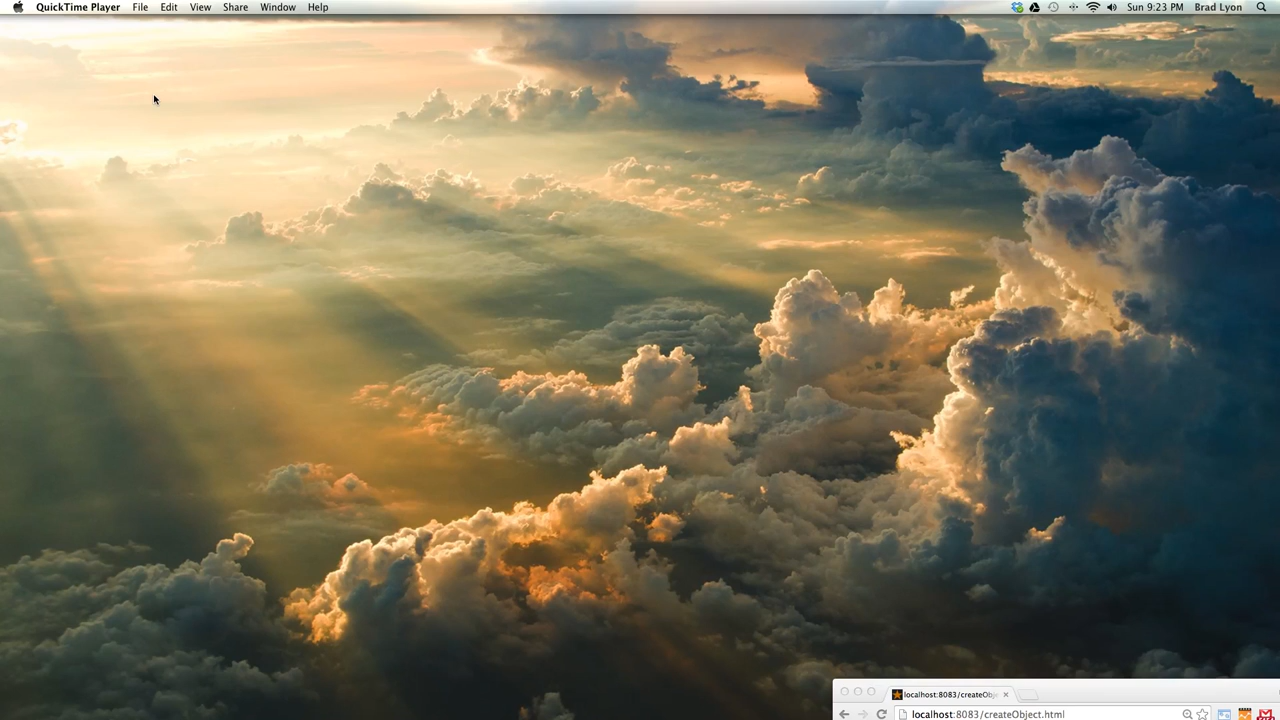 QuickTime Player File Edit View Share Window Help Sun 9:23 PM Brad Lyon
localhost:8083/createObj
localhost:8083/createObject.html